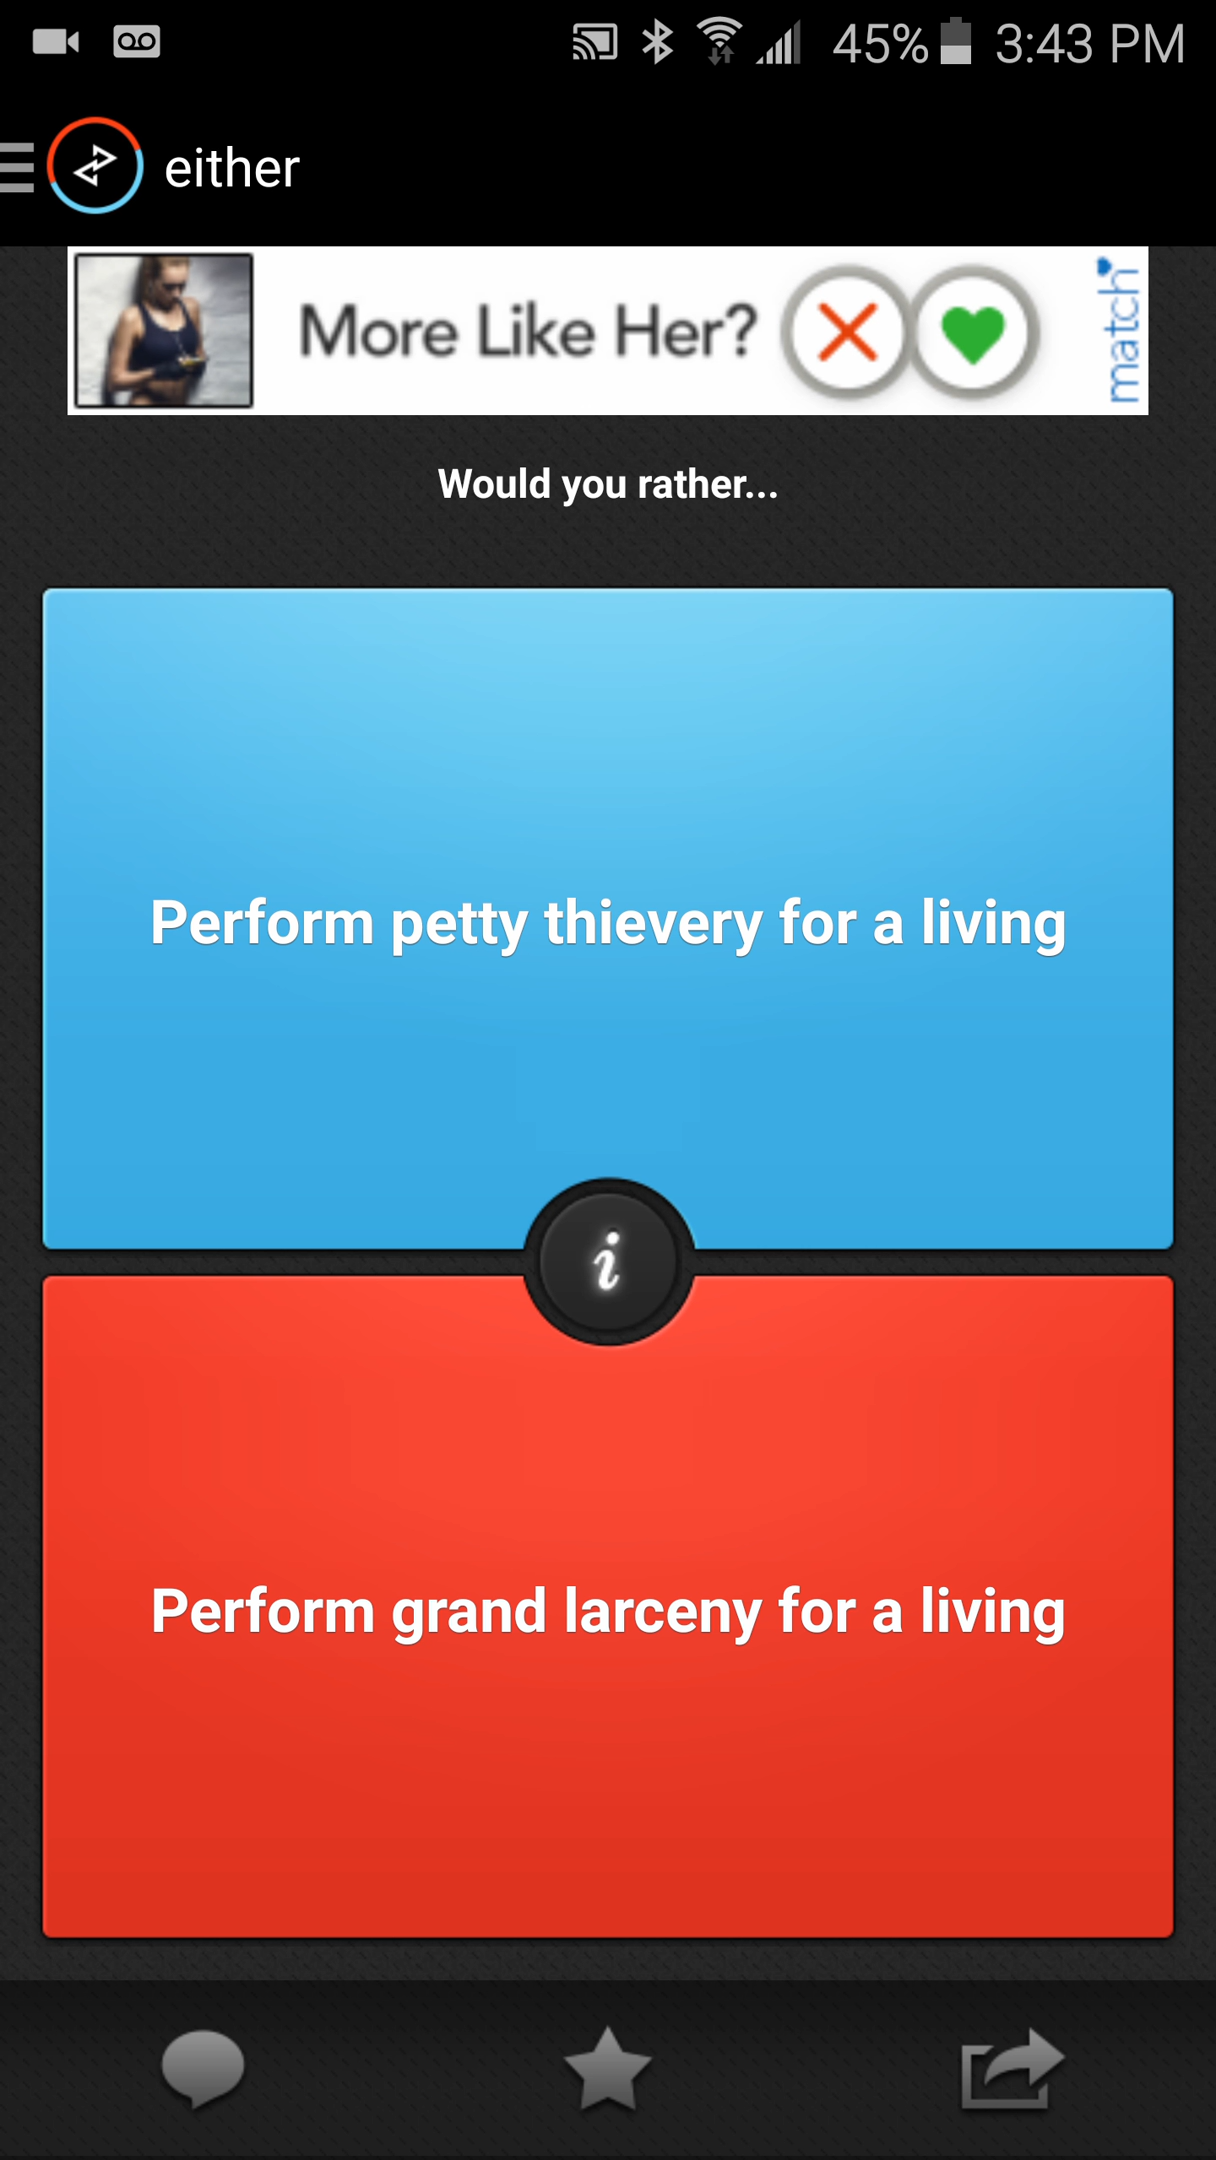 45% 3:43 PM
either
More Like Her?
match
Would you rather...
Perform petty thievery for a living
i
Perform grand larceny for a living